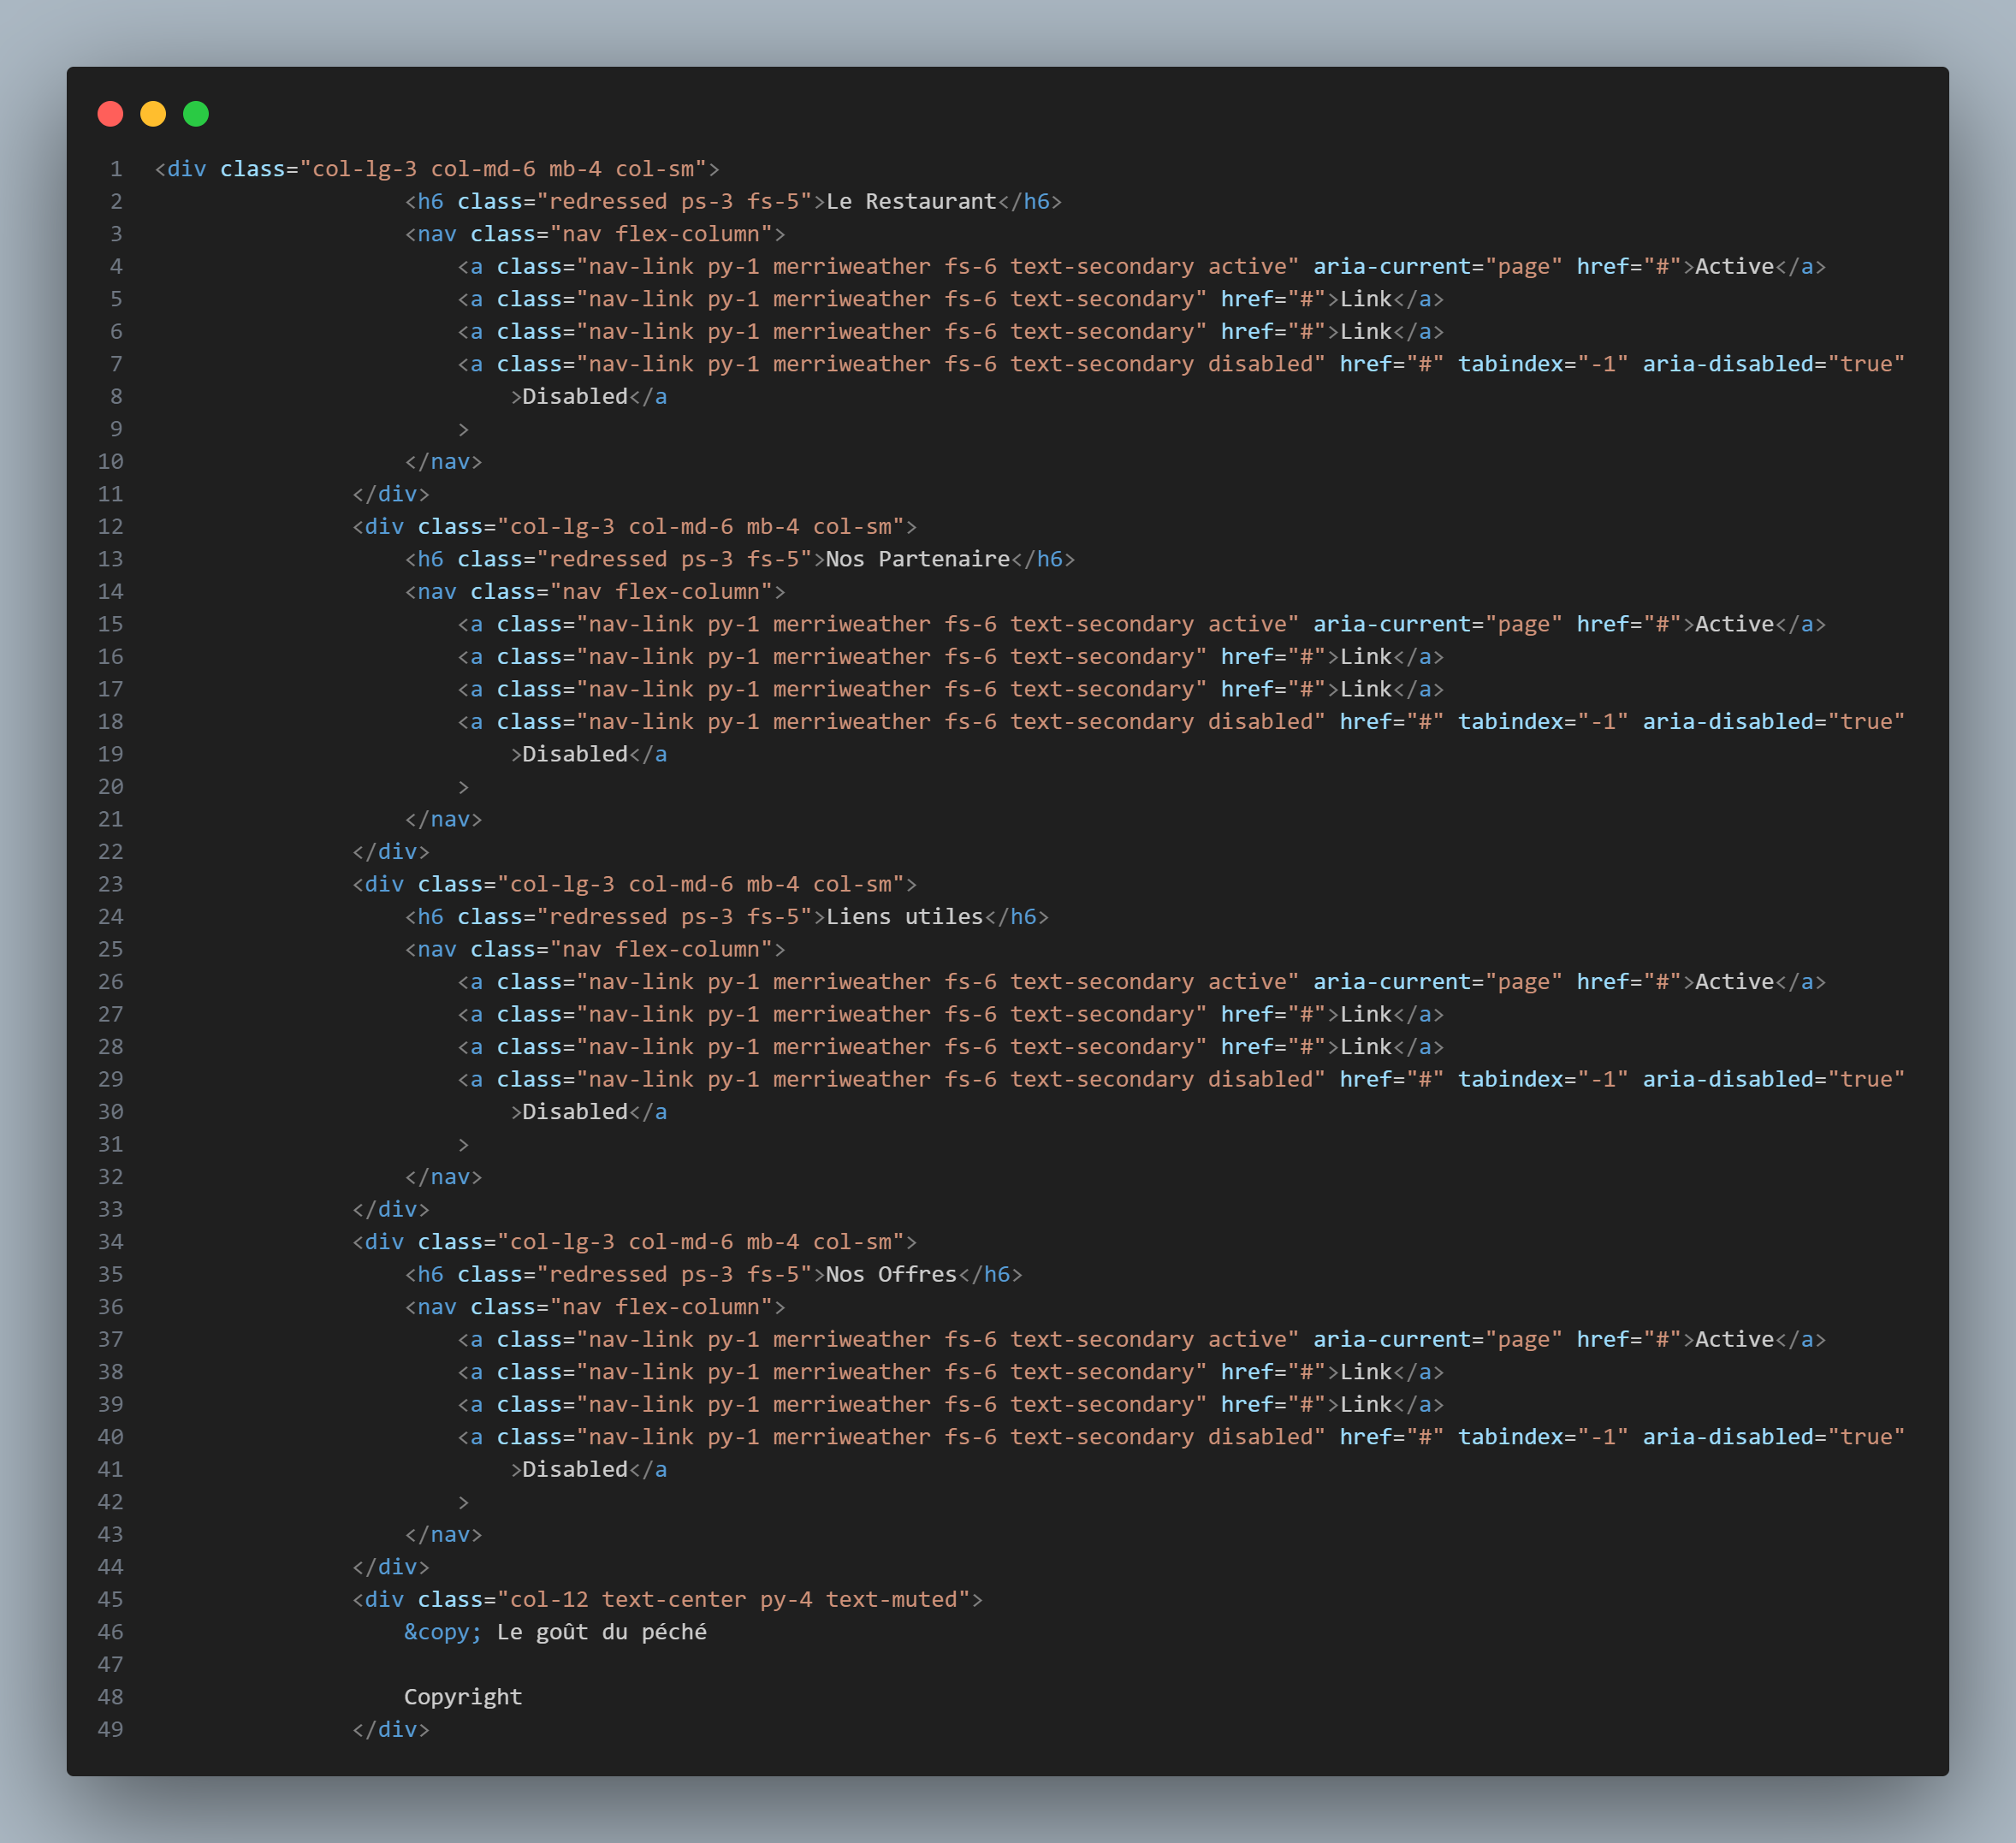 1 <div class="col-lg-3 col-md-6 mb-4 col-sm">
2 <h6 class="redressed ps-3 fs-5">Le Restaurant</h6>
3 <nav class="nav flex-column">
4 <a class="nav-link py-1 merriweather fs-6 text-secondary active" aria-current="page" href="#">Active</a>
5 <a class="nav-link py-1 merriweather fs-6 text-secondary" href="#">Link</a>
6 <a class="nav-link py-1 merriweather fs-6 text-secondary" href="#">Link</a>
7 <a class="nav-link py-1 merriweather fs-6 text-secondary disabled" href="#" tabindex="-1" aria-disabled="true"
8 >Disabled</a
9 >
10 </nav>
11 </div>
12 <div class="col-lg-3 col-md-6 mb-4 col-sm">
13 <h6 class="redressed ps-3 fs-5">Nos Partenaire</h6>
14 <nav class="nav flex-column">
15 <a class="nav-link py-1 merriweather fs-6 text-secondary active" aria-current="page" href="#">Active</a>
16 <a class="nav-link py-1 merriweather fs-6 text-secondary" href="#">Link</a>
17 <a class="nav-link py-1 merriweather fs-6 text-secondary" href="#">Link</a>
18 <a class="nav-link py-1 merriweather fs-6 text-secondary disabled" href="#" tabindex="-1" aria-disabled="true"
19 >Disabled</a
20 >
21 </nav>
22 </div>
23 <div class="col-lg-3 col-md-6 mb-4 col-sm">
24 <h6 class="redressed ps-3 fs-5">Liens utiles</h6>
25 <nav class="nav flex-column">
26 <a class="nav-link py-1 merriweather fs-6 text-secondary active" aria-current="page" href="#">Active</a>
27 <a class="nav-link py-1 merriweather fs-6 text-secondary" href="#">Link</a>
28 <a class="nav-link py-1 merriweather fs-6 text-secondary" href="#">Link</a>
29 <a class="nav-link py-1 merriweather fs-6 text-secondary disabled" href="#" tabindex="-1" aria-disabled="true"
30 >Disabled</a
31 >
32 </nav>
33 </div>
34 <div class="col-lg-3 col-md-6 mb-4 col-sm">
35 <h6 class="redressed ps-3 fs-5">Nos Offres</h6>
36 <nav class="nav flex-column">
37 <a class="nav-link py-1 merriweather fs-6 text-secondary active" aria-current="page" href="#">Active</a>
38 <a class="nav-link py-1 merriweather fs-6 text-secondary" href="#">Link</a>
39 <a class="nav-link py-1 merriweather fs-6 text-secondary" href="#">Link</a>
40 <a class="nav-link py-1 merriweather fs-6 text-secondary disabled" href="#" tabindex="-1" aria-disabled="true"
41 >Disabled</a
42 >
43 </nav>
44 </div>
45 <div class="col-12 text-center py-4 text-muted">
46 &copy; Le goût du péché
47
48 Copyright
49 </div>